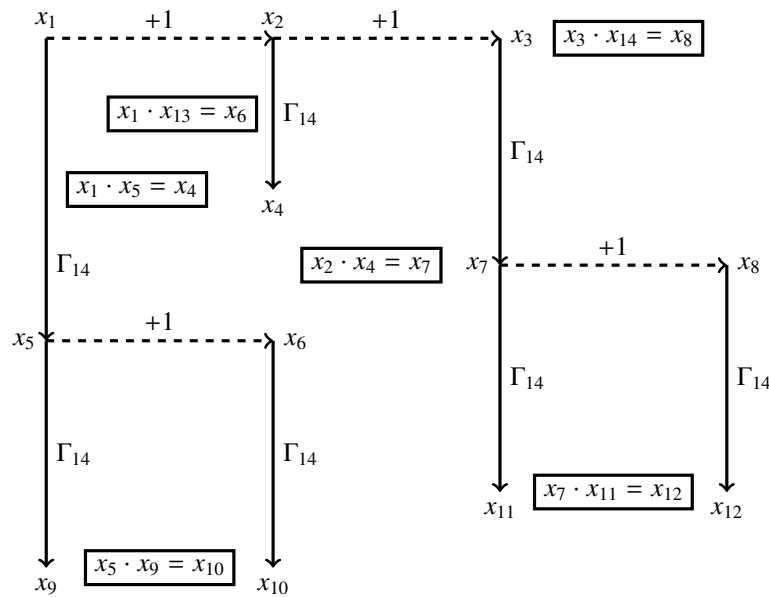 x₁ +1 x₂ +1 x₃ x₃ · x₁₄ = x₈
x₁ · x₁₃ = x₆ Γ₁₄ Γ₁₄
x₁ · x₅ = x₄ x₄
Γ₁₄ x₂ · x₄ = x₇ x₇ +1 x₈
x₅ +1 x₆
Γ₁₄ Γ₁₄
Γ₁₄ Γ₁₄
x₇ · x₁₁ = x₁₂
x₁₁ x₁₂
x₅ · x₉ = x₁₀
x₉ x₁₀